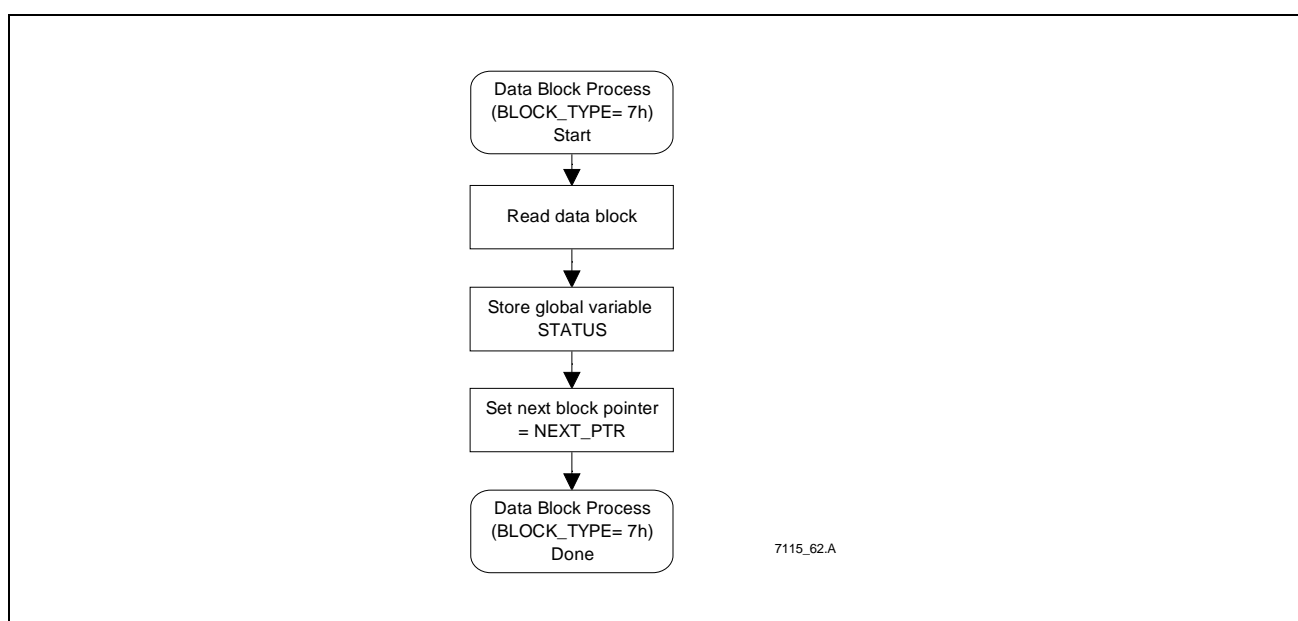 Data Block Process
(BLOCK_TYPE= 7h)
Start
Read data block
Store global variable
STATUS
Set next block pointer
= NEXT_PTR
Data Block Process
(BLOCK_TYPE= 7h)
Done
7115_62.A